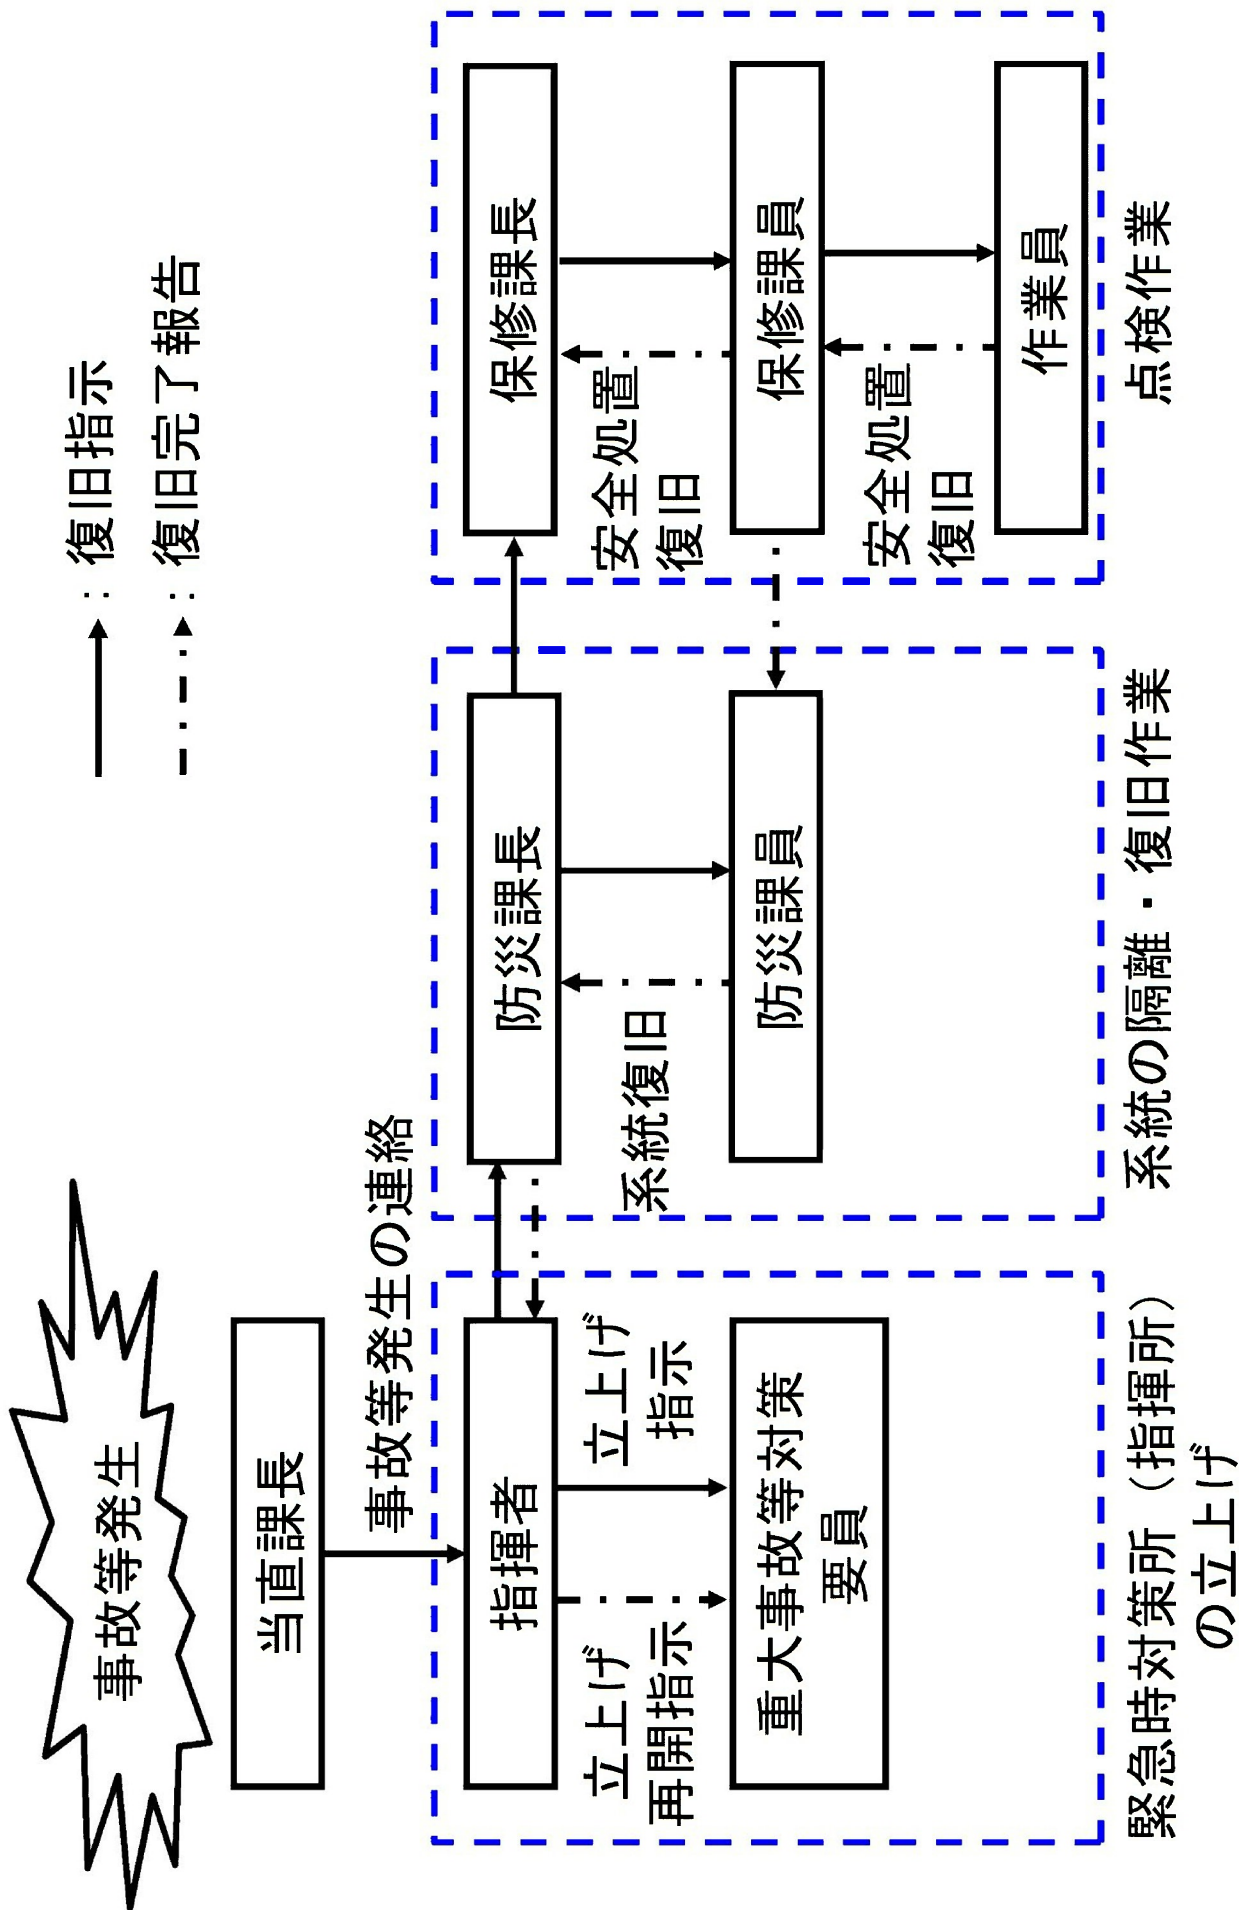 ：復旧指示
：復旧完了報告
事故等発生
当直課長
事故等発生の連絡
指揮者
立上げ
再開指示
立上げ
指示
重大事故等対策
要員
緊急時対策所（指揮所）
の立上げ
防災課長
系統復旧
防災課員
系統の隔離・復旧作業
保修課長
安全処置
復旧
保修課員
安全処置
復旧
作業員
点検作業